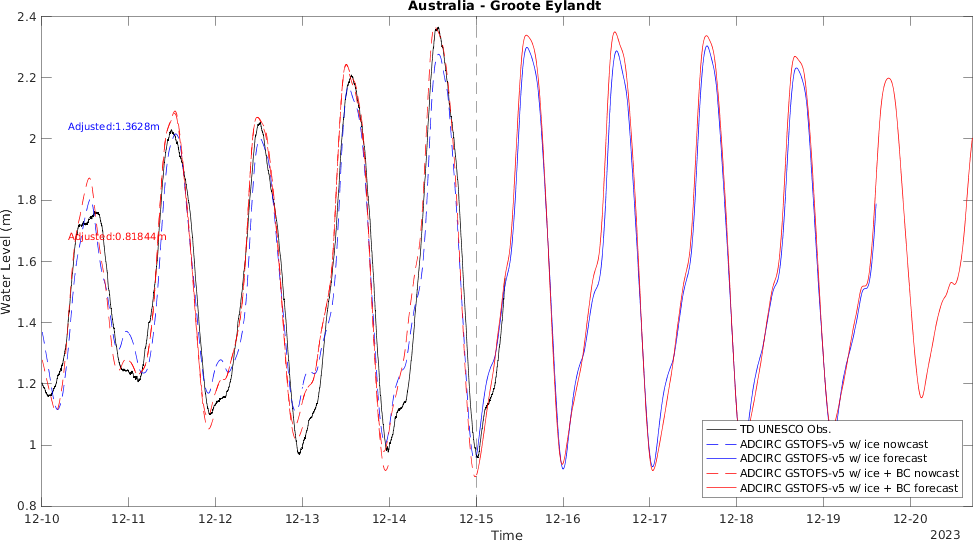 Australia - Groote Eylandt
2.4
2.2
2
1.8
1.6
1.4
1.2
1
0.8
Water Level (m)
Adjusted:1.3628m
Adjusted:0.81844m
TD UNESCO Obs.
ADCIRC GSTOFS-v5 w/ ice nowcast
ADCIRC GSTOFS-v5 w/ ice forecast
ADCIRC GSTOFS-v5 w/ ice + BC nowcast
ADCIRC GSTOFS-v5 w/ ice + BC forecast
12-10 12-11 12-12 12-13 12-14 12-15 12-16 12-17 12-18 12-19 12-20
Time
2023